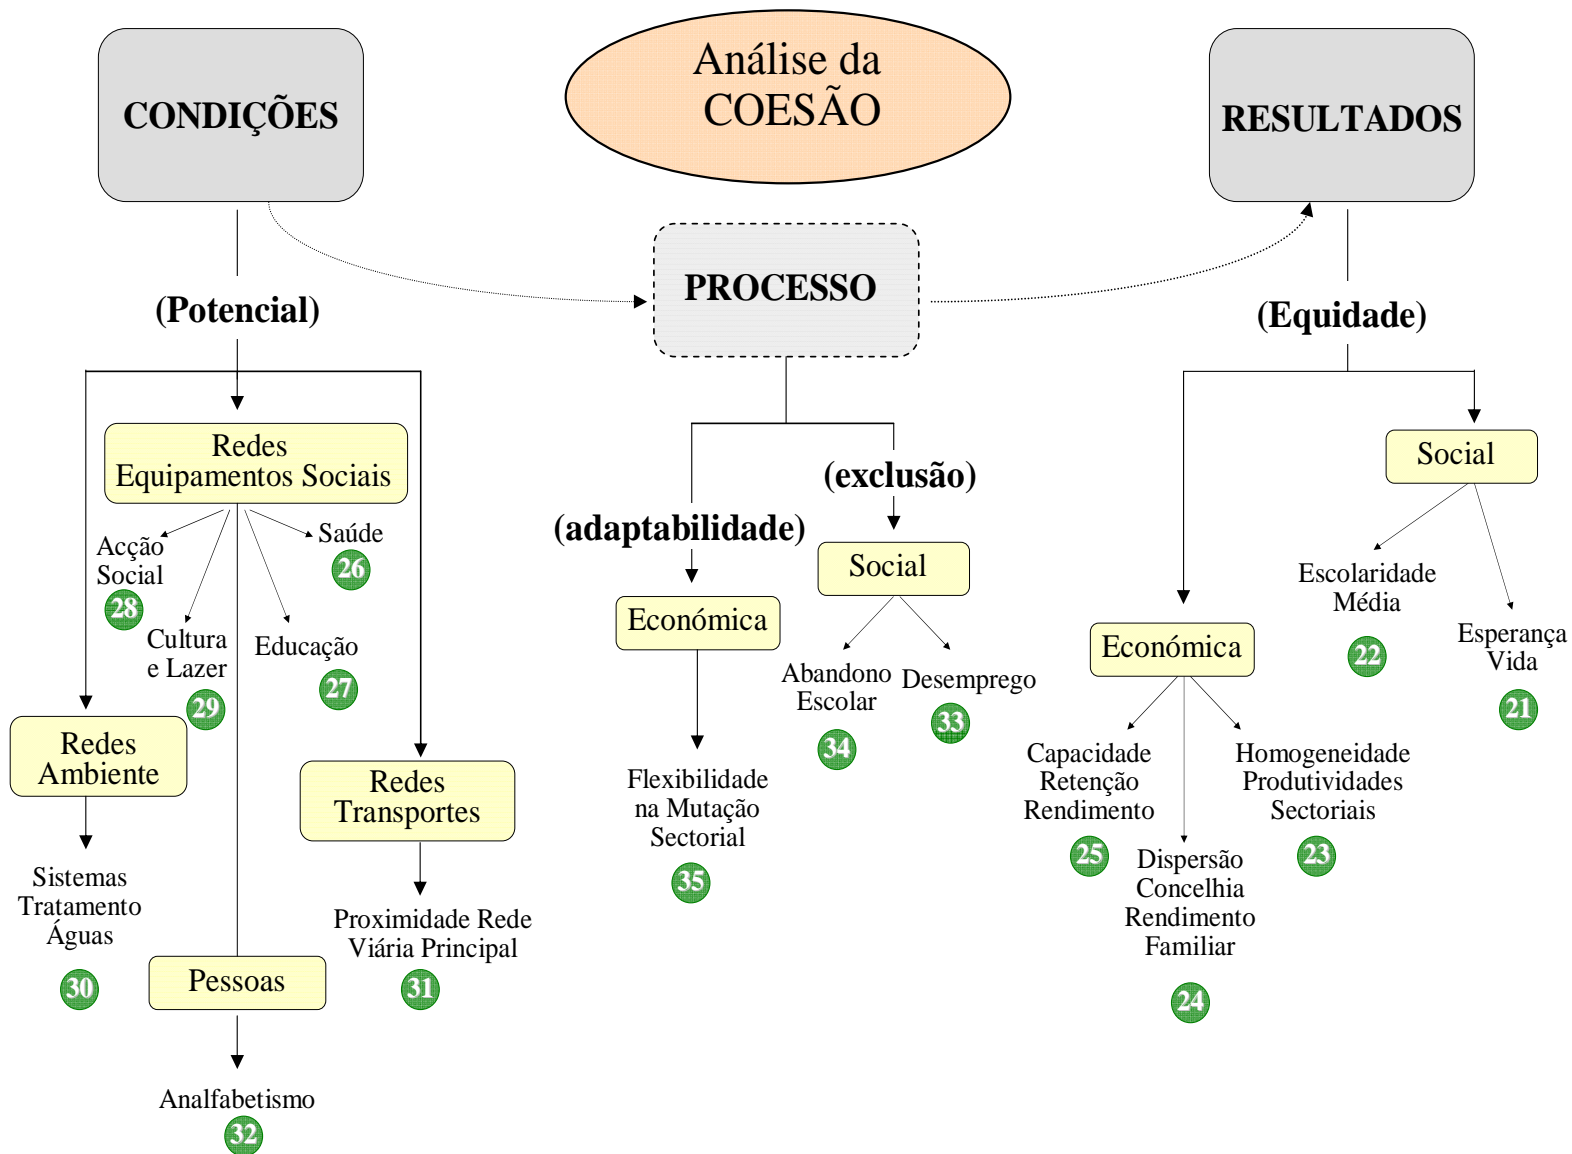 Análise da
COESÃO
CONDIÇÕES
RESULTADOS
PROCESSO
(Potencial)
(Equidade)
Redes
Equipamentos Sociais
Acção
Social
28
Cultura
e Lazer
29
Educação
27
Saúde
26
Redes
Ambiente
Sistemas
Tratamento
Águas
30
Pessoas
Analfabetismo
32
Redes
Transportes
Proximidade Rede
Viária Principal
31
(adaptabilidade)
Económica
Flexibilidade
na Mutação
Sectorial
35
(exclusão)
Social
Abandono
Escolar
34
Desemprego
33
Económica
Capacidade
Retenção
Rendimento
25
Dispersão
Concelhia
Rendimento
Familiar
24
Homogeneidade
Produtividades
Sectoriais
23
Social
Escolaridade
Média
22
Esperança
Vida
21